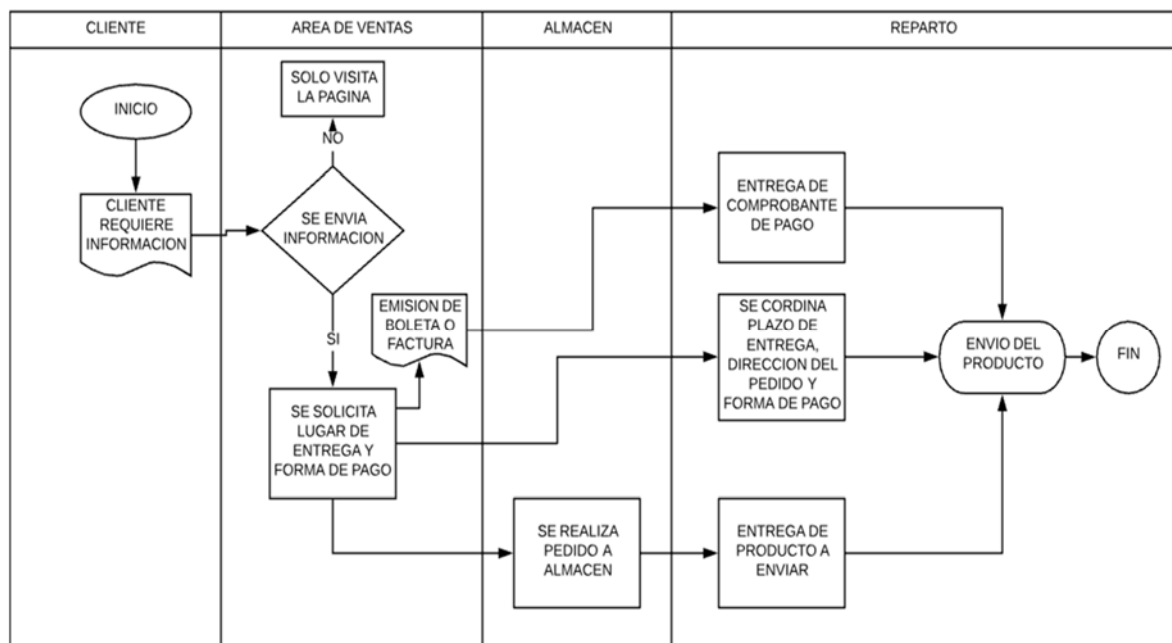 CLIENTE
AREA DE VENTAS
ALMACEN
REPARTO
INICIO
CLIENTE
REQUIERE
INFORMACION
SOLO VISITA
LA PAGINA
NO
SE ENVIA
INFORMACION
SI
EMISION DE
BOLETA O
FACTURA
SE SOLICITA
LUGAR DE
ENTREGA Y
FORMA DE PAGO
SE REALIZA
PEDIDO A
ALMACEN
ENTREGA DE
COMPROBANTE
DE PAGO
SE CORDINA
PLAZO DE
ENTREGA,
DIRECCION DEL
PEDIDO Y
FORMA DE PAGO
ENTREGA DE
PRODUCTO A
ENVIAR
ENVIO DEL
PRODUCTO
FIN